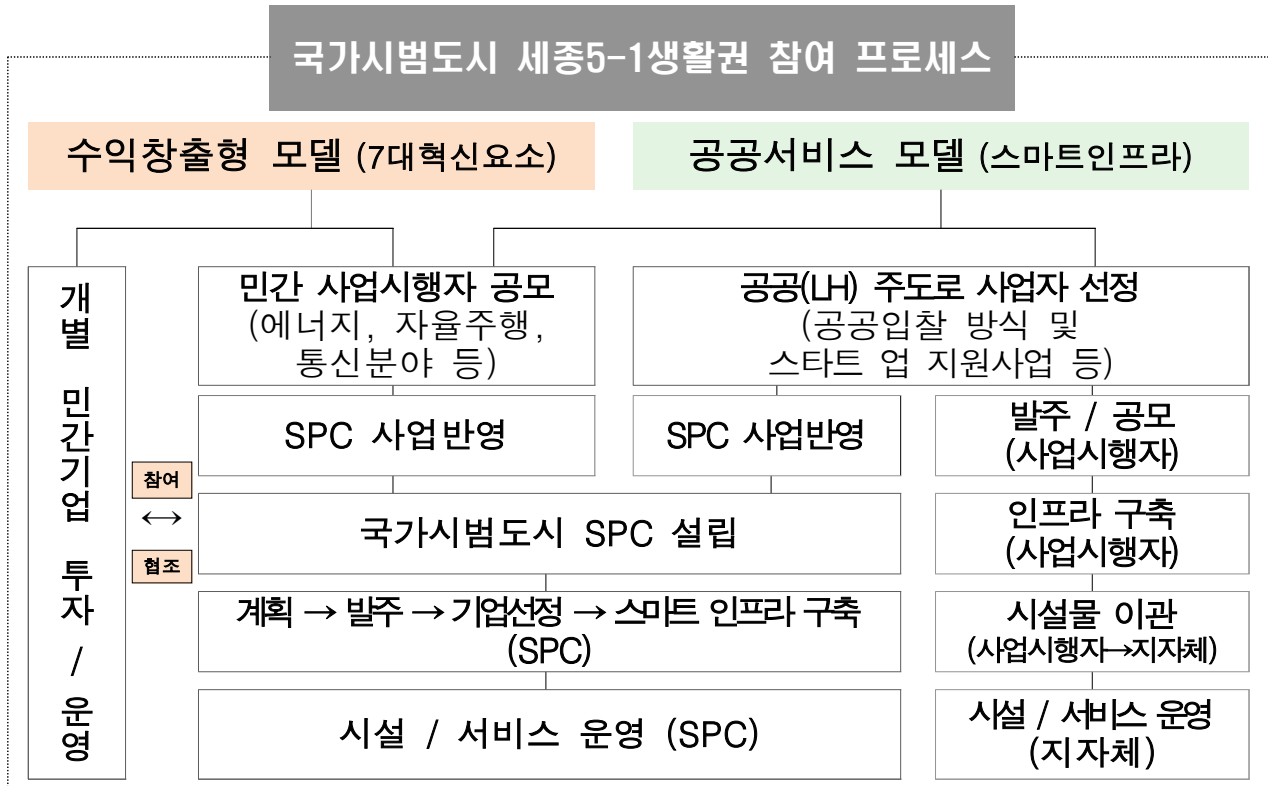 국가시범도시 세종5-1생활권 참여 프로세스
수익창출형 모델 (7대혁신요소)
공공서비스 모델 (스마트인프라)
개별 민간기업 투자 / 운영
참여
↔
협조
민간 사업시행자 공모
(에너지, 자율주행,
통신분야 등)
공공(LH) 주도로 사업자 선정
(공공입찰 방식 및
스타트 업 지원사업 등)
SPC 사업반영
SPC 사업반영
발주 / 공모
(사업시행자)
국가시범도시 SPC 설립
인프라 구축
(사업시행자)
계획 → 발주 → 기업선정 → 스마트 인프라 구축
(SPC)
시설물 이관
(사업시행자→지자체)
시설 / 서비스 운영 (SPC)
시설 / 서비스 운영
(지자체)